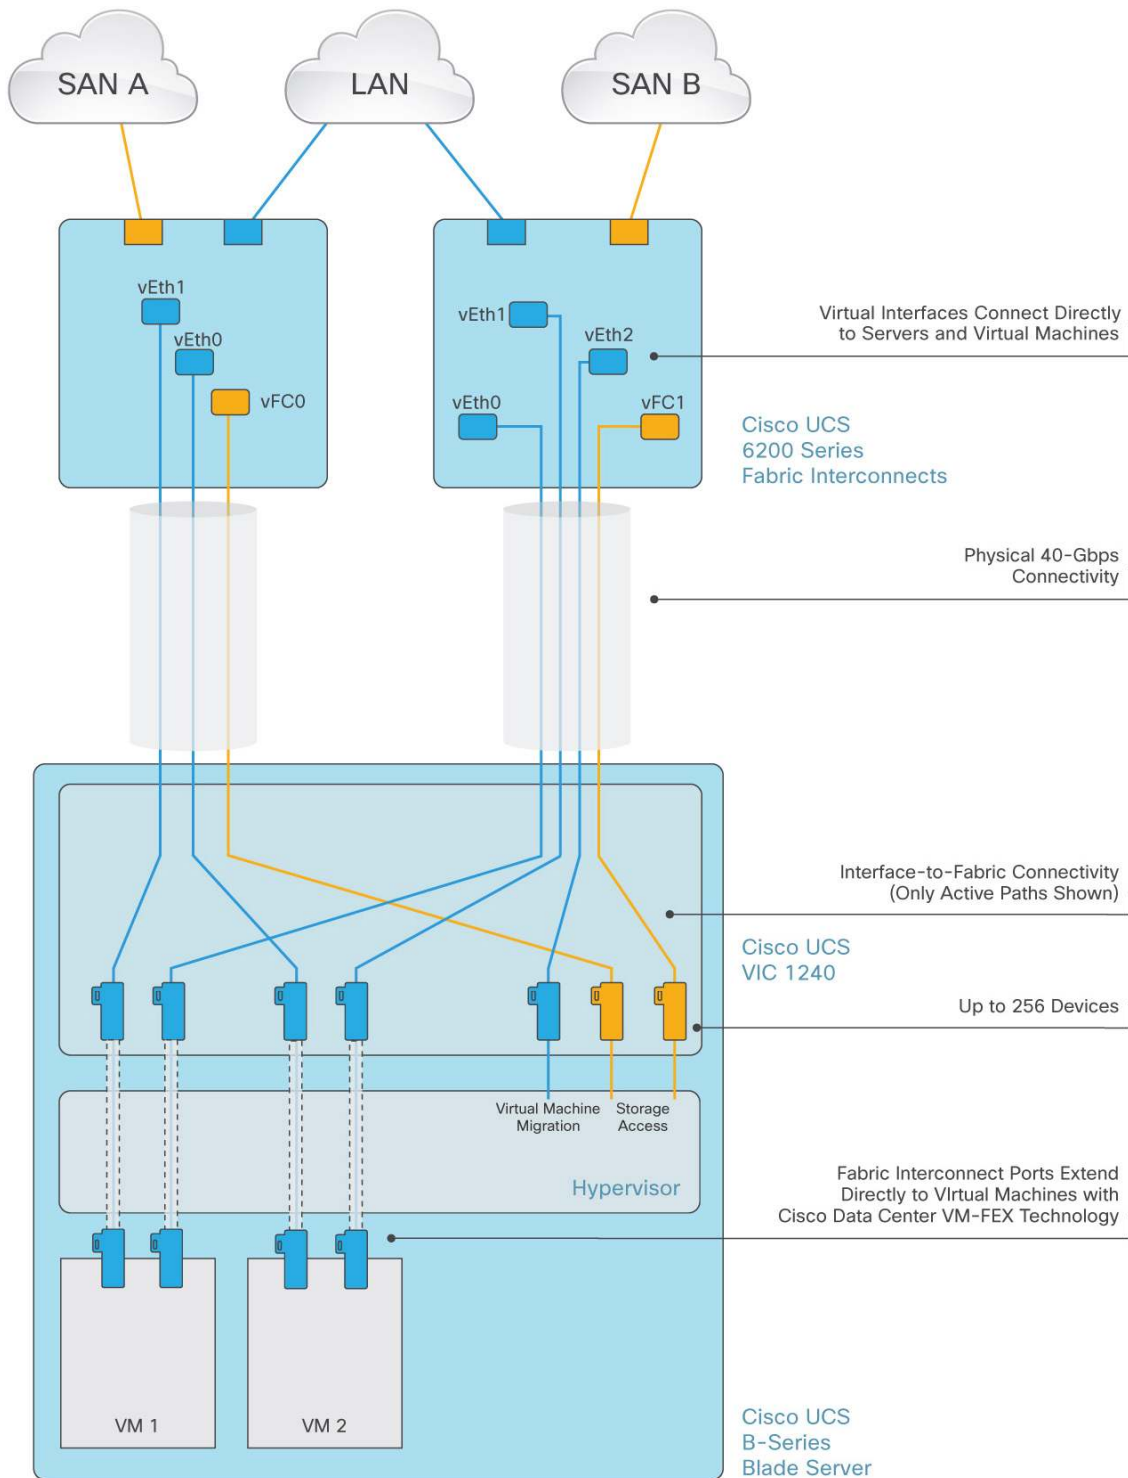 SAN A
LAN
SAN B
vEth1
vEth0
vFC0
vEth1
vEth2
vEth0
vFC1
Virtual Interfaces Connect Directly
to Servers and Virtual Machines
Cisco UCS
6200 Series
Fabric Interconnects
Physical 40-Gbps
Connectivity
Interface-to-Fabric Connectivity
(Only Active Paths Shown)
Cisco UCS
VIC 1240
Up to 256 Devices
Virtual Machine
Migration
Storage
Access
Hypervisor
Fabric Interconnect Ports Extend
Directly to VIrtual Machines with
Cisco Data Center VM-FEX Technology
VM 1
VM 2
Cisco UCS
B-Series
Blade Server